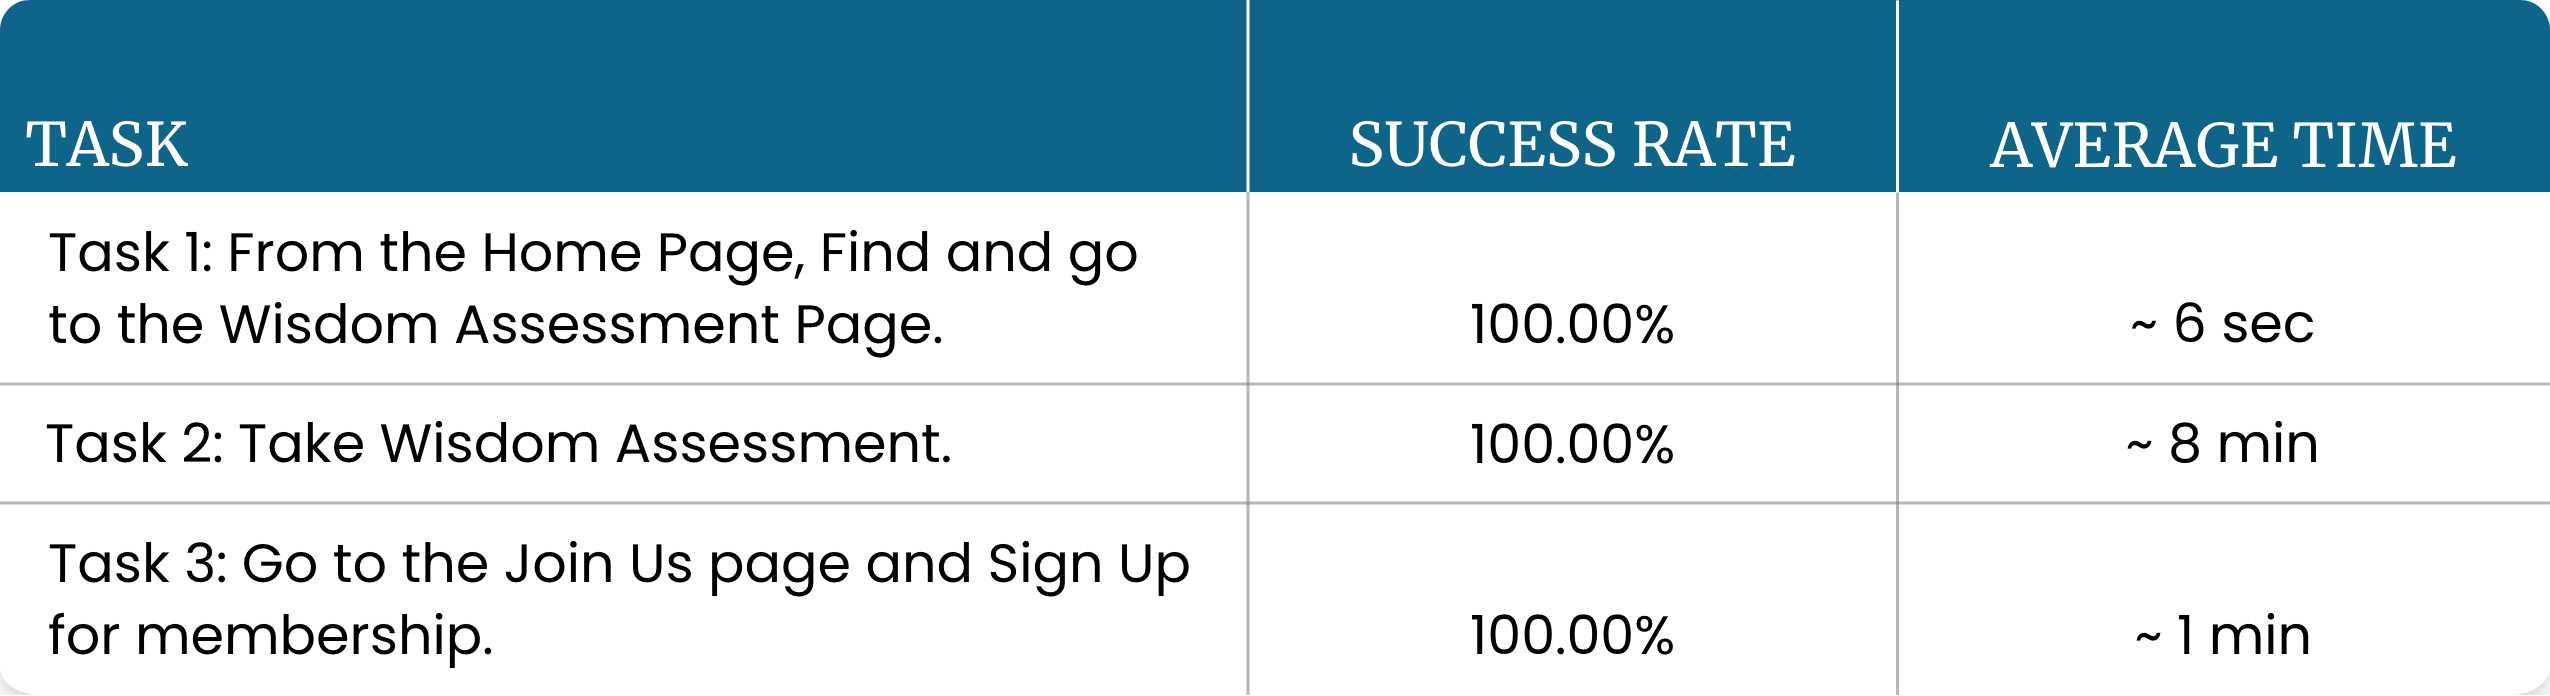 TASK SUCCESS RATE AVERAGE TIME
Task 1: From the Home Page, Find and go
to the Wisdom Assessment Page. 100.00% ~ 6 sec
Task 2: Take Wisdom Assessment. 100.00% ~ 8 min
Task 3: Go to the Join Us page and Sign Up
for membership. 100.00% ~ 1 min